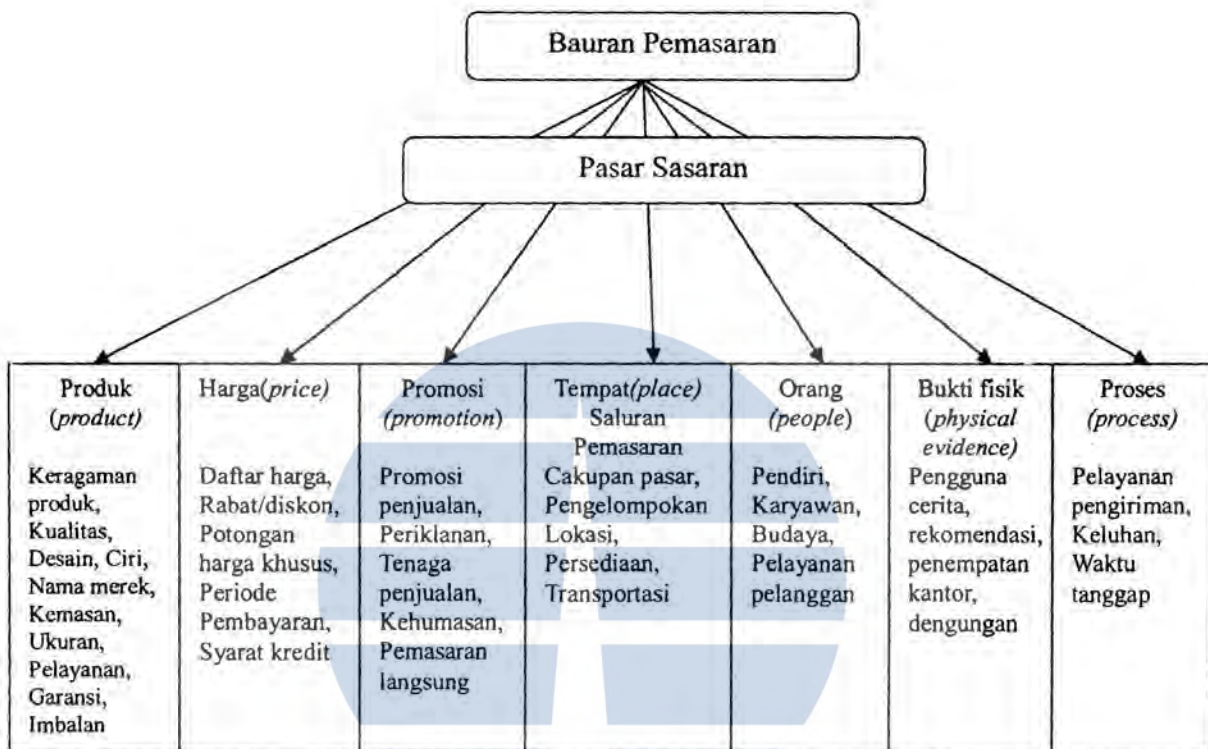 Bauran Pemasaran
Pasar Sasaran
Produk
(product)
Keragaman
produk,
Kualitas,
Desain, Ciri,
Nama merek,
Kemasan,
Ukuran,
Pelayanan,
Garansi,
Imbalan
Harga(price)
Daftar harga,
Rabat/diskon,
Potongan
harga khusus,
Periode
Pembayaran,
Syarat kredit
Promosi
(promotion)
Promosi
penjualan,
Periklanan,
Tenaga
penjualan,
Kehumasan,
Pemasaran
langsung
Tempat(place)
Saluran
Pemasaran
Cakupan pasar,
Pengelompokan
Lokasi,
Persediaan,
Transportasi
Orang
(people)
Pendiri,
Karyawan,
Budaya,
Pelayanan
pelanggan
Bukti fisik
(physical
evidence)
Pengguna
cerita,
rekomendasi,
penempatan
kantor,
dengungan
Proses
(process)
Pelayanan
pengiriman,
Keluhan,
Waktu
tanggap